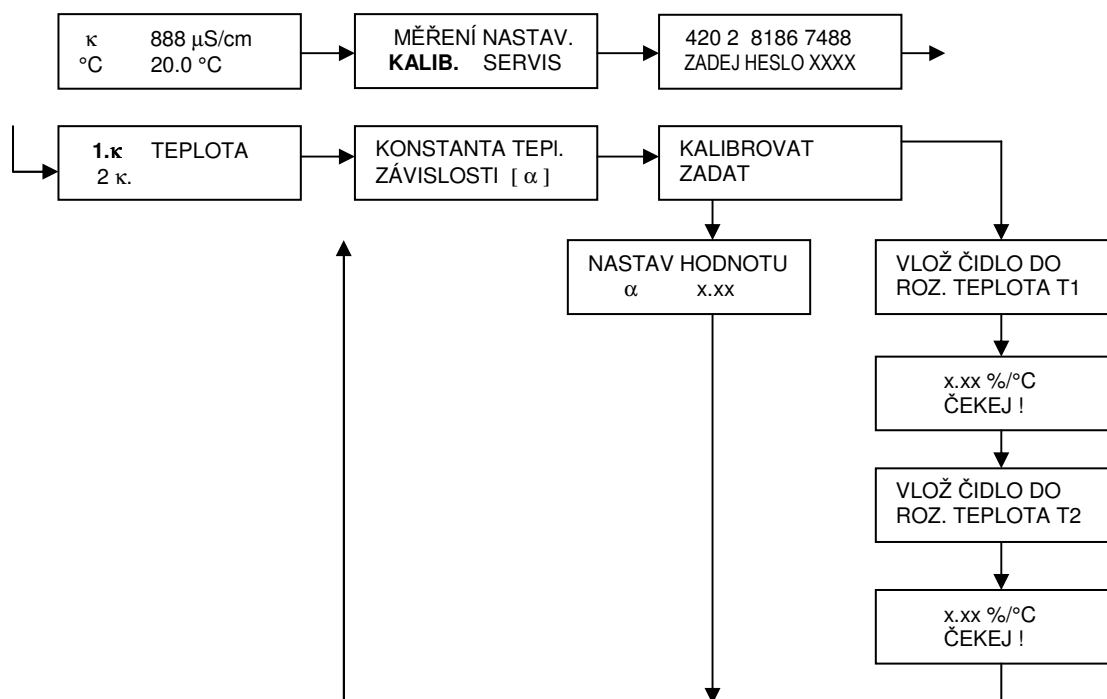 κ 888 μS/cm
°C 20.0 °C
MĚŘENÍ NASTAV.
KALIB. SERVIS
420 2 8186 7488
ZADEJ HESLO XXXX
1.κ TEPLOTA
2 κ.
KONSTANTA TEPl.
ZÁVISLOSTI [ α ]
KALIBROVAT
ZADAT
NASTAV HODNOTU
α x.xx
VLOŽ ČIDLO DO
ROZ. TEPLOTA T1
x.xx %/°C
ČEKEJ !
VLOŽ ČIDLO DO
ROZ. TEPLOTA T2
x.xx %/°C
ČEKEJ !